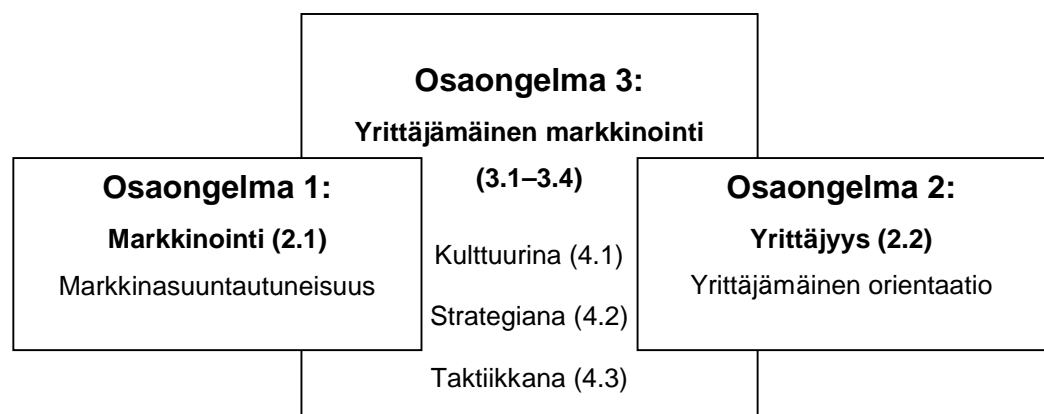 Osaongelma 3:
Yrittäjämäinen markkinointi
(3.1–3.4)
Kulttuurina (4.1)
Strategiana (4.2)
Taktiikkana (4.3)
Osaongelma 1:
Markkinointi (2.1)
Markkinasuuntautuneisuus
Osaongelma 2:
Yrittäjyys (2.2)
Yrittäjämäinen orientaatio